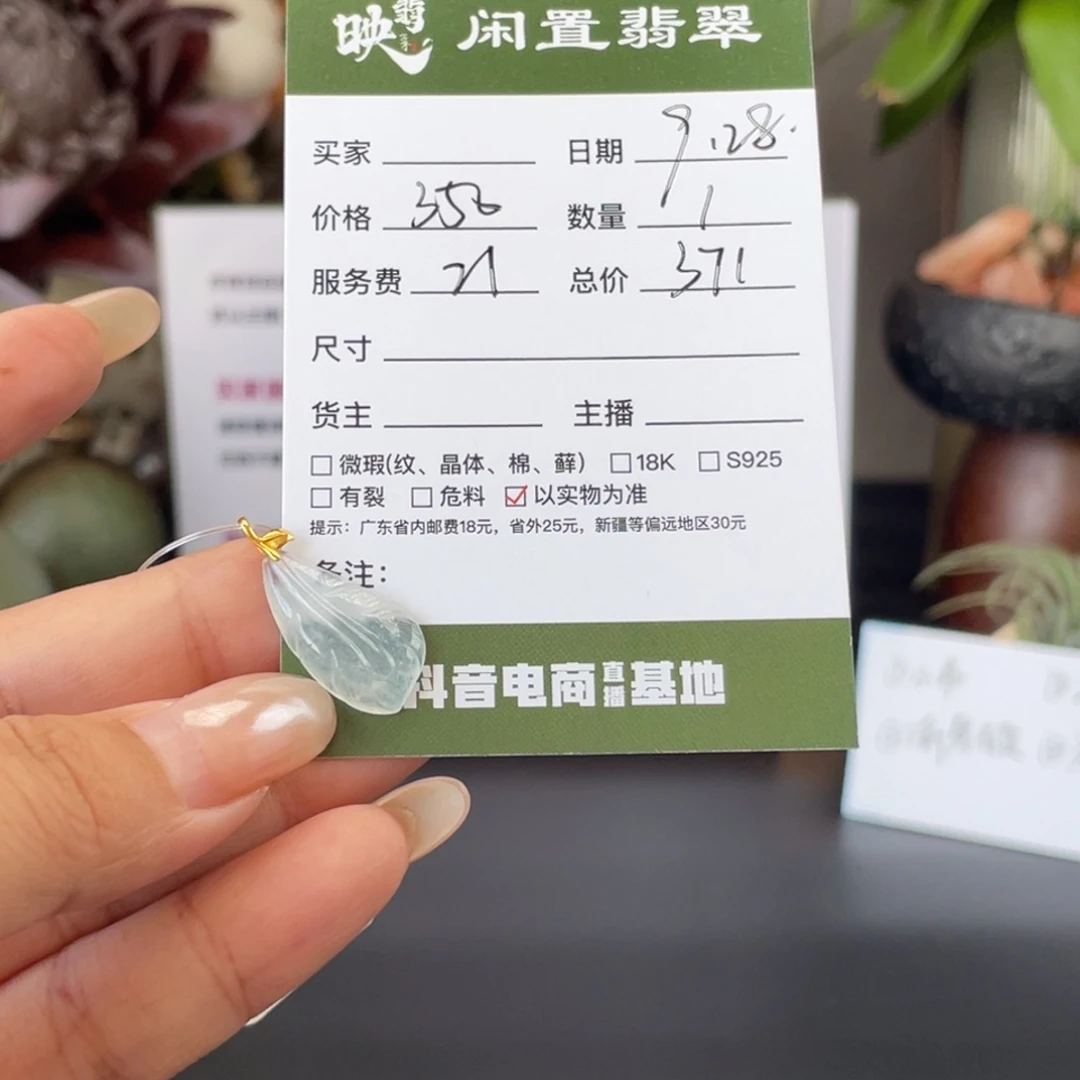 映翡 闲置翡翠
买家 日期 9.28.
价格 350 数量 1
服务费 21 总价 371
尺寸
货主 主播
□ 微瑕(纹、晶体、棉、藓) □ 18K □ S925
□ 有裂 □ 危料 ☑ 以实物为准
提示：广东省内邮费18元，省外25元，新疆等偏远地区30元
备注：
抖音电商直播基地